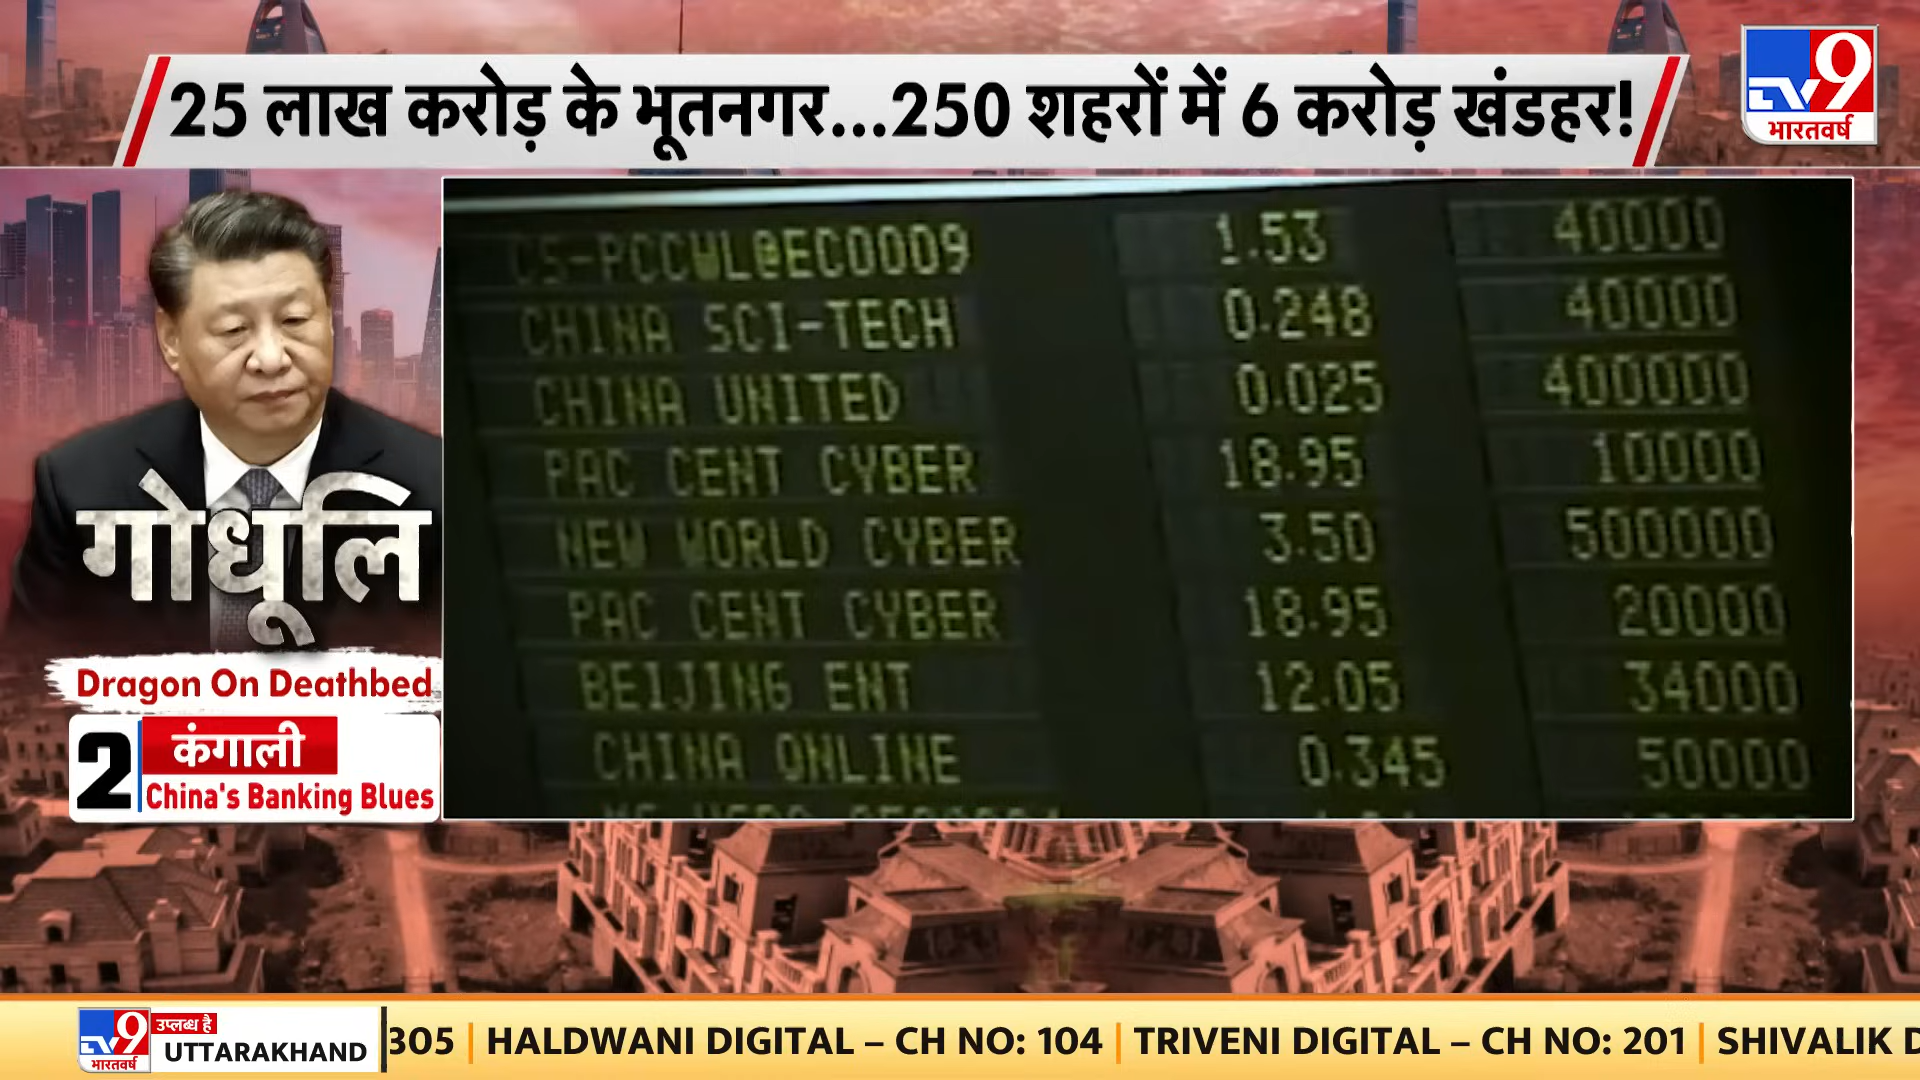 25 लाख करोड़ के भूतनगर...250 शहरों में 6 करोड़ खंडहर!
TV9
भारतवर्ष
CS-PCCWL@EC0009 1.53 40000
CHINA SCI-TECH 0.248 40000
CHINA UNITED 0.025 400000
PAC CENT CYBER 18.95 10000
NEW WORLD CYBER 3.50 500000
PAC CENT CYBER 18.95 20000
BEIJING ENT 12.05 34000
CHINA ONLINE 0.345 50000
गोधूलि
Dragon On Deathbed
2 कंगाली
China's Banking Blues
TV9 भारतवर्ष
उप्लब्ध है
UTTARAKHAND
305 | HALDWANI DIGITAL – CH NO: 104 | TRIVENI DIGITAL – CH NO: 201 | SHIVALIK D